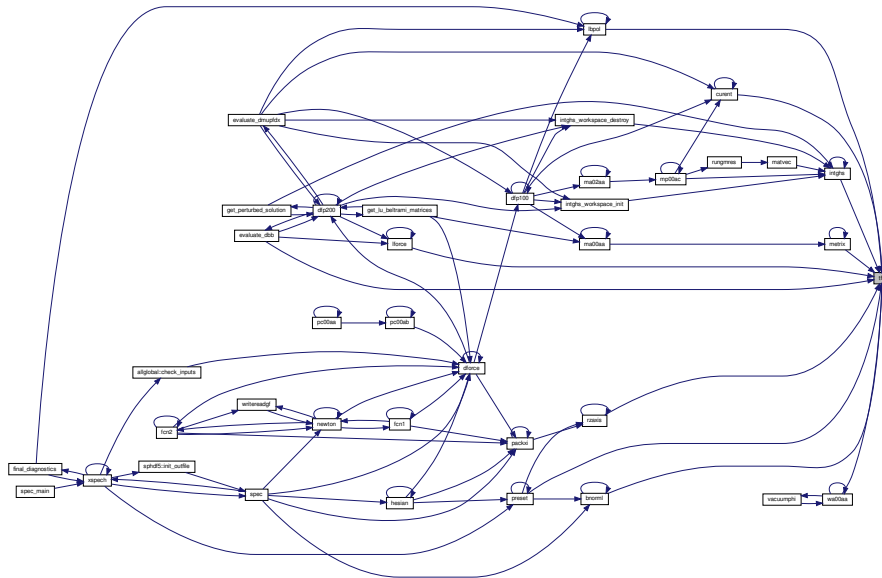 lbpol
curent
evaluate_dmupfdx
intghs_workspace_destroy
rungmres
matvec
intghs
ma02aa
mp00ac
get_perturbed_solution
dfp200
get_lu_beltrami_matrices
dfp100
intghs_workspace_init
evaluate_dbb
lforce
ma00aa
metrix
pc00aa
pc00ab
dforce
allglobal::check_inputs
writereadgf
fcn2
newton
fcn1
packxi
rzaxis
final_diagnostics
xspech
sphdf5::init_outfile
spec_main
spec
hesian
preset
bnorml
vacuumphi
wa00aa